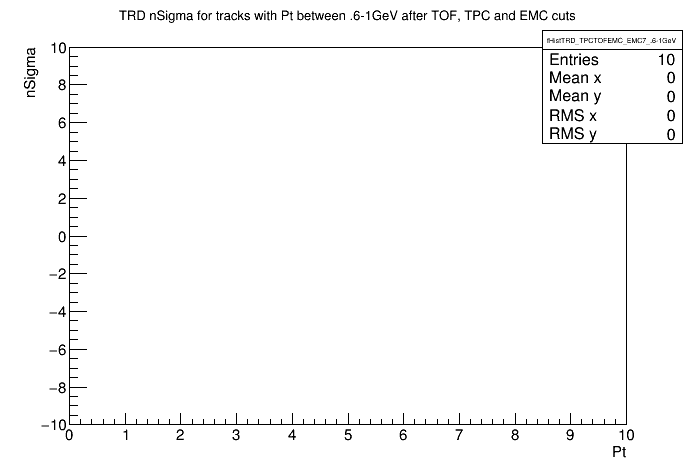 TRD nSigma for tracks with Pt between .6-1GeV after TOF, TPC and EMC cuts
fHistTRD_TPCTOFEMC_EMC7_.6-1GeV
Entries 10
Mean x 0
Mean y 0
RMS x 0
RMS y 0
nSigma
10
8
6
4
2
0
−2
−4
−6
−8
−10
0 1 2 3 4 5 6 7 8 9 10
Pt